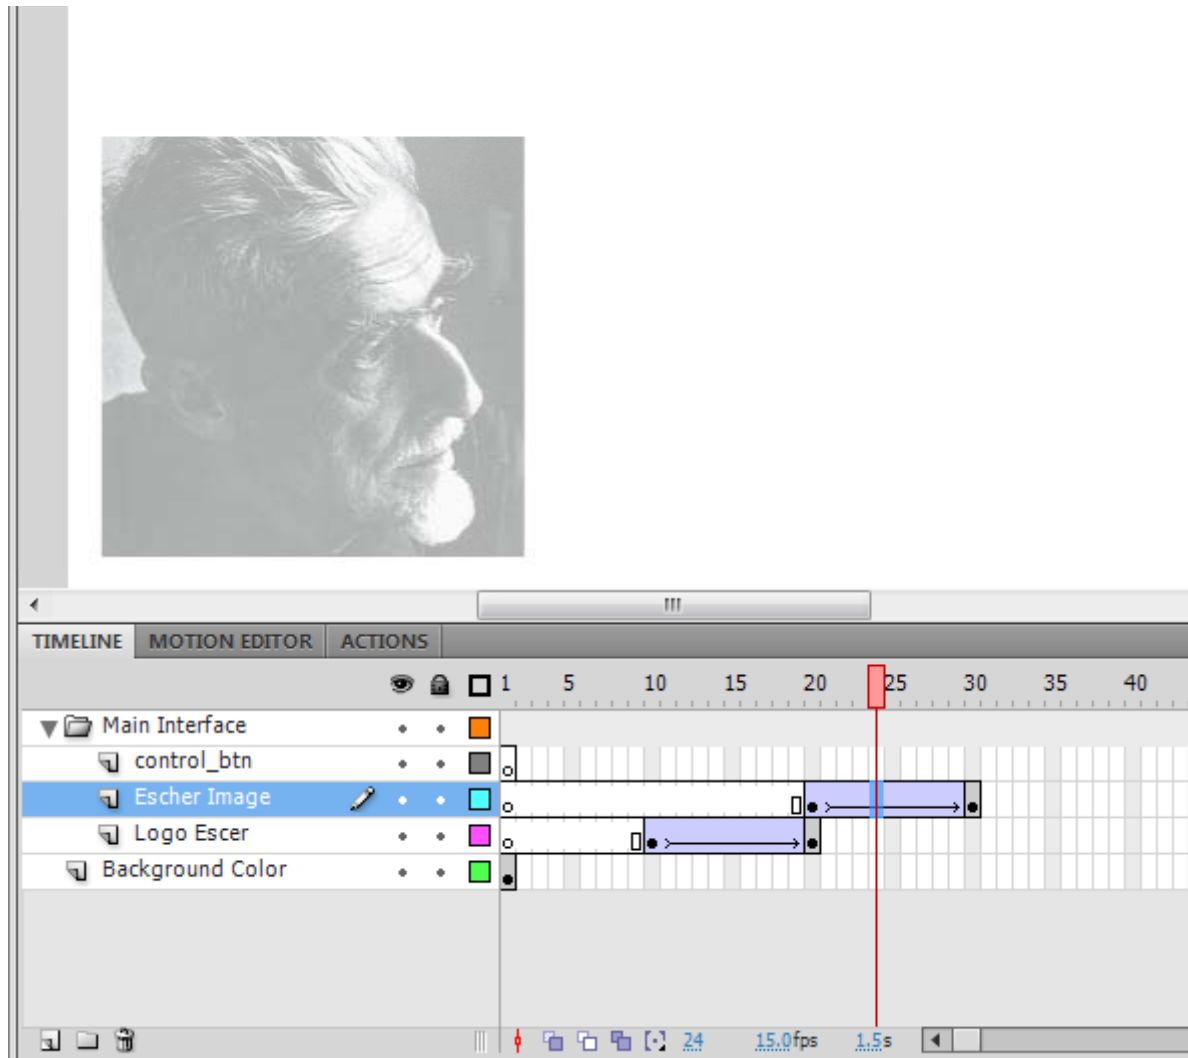 TIMELINE MOTION EDITOR ACTIONS
1 5 10 15 20 25 30 35 40
Main Interface
control_btn
Escher Image
Logo Escer
Background Color
24 15.0fps 1.5s